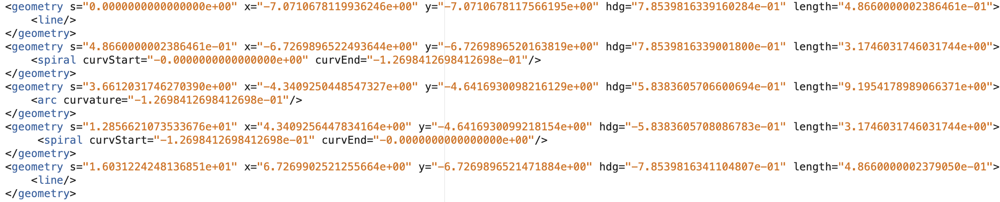 <geometry s="0.0000000000000000e+00" x="-7.0710678119936246e+00" y="-7.0710678117566195e+00" hdg="7.8539816339160284e-01" length="4.8660000002386461e-01">
<line/>
</geometry>
<geometry s="4.8660000002386461e-01" x="-6.7269896522493644e+00" y="-6.7269896520163819e+00" hdg="7.8539816339001800e-01" length="3.1746031746031744e+00">
<spiral curvStart="-0.0000000000000000e+00" curvEnd="-1.2698412698412698e-01"/>
</geometry>
<geometry s="3.6612031746270390e+00" x="-4.3409250448547327e+00" y="-4.6416930098216129e+00" hdg="5.8383605706600694e-01" length="9.1954178989066371e+00">
<arc curvature="-1.2698412698412698e-01"/>
</geometry>
<geometry s="1.2856621073533676e+01" x="4.3409256447834164e+00" y="-4.6416930099218154e+00" hdg="-5.8383605708086783e-01" length="3.1746031746031744e+00">
<spiral curvStart="-1.2698412698412698e-01" curvEnd="-0.0000000000000000e+00"/>
</geometry>
<geometry s="1.6031224248136851e+01" x="6.7269902521255664e+00" y="-6.7269896521471884e+00" hdg="-7.8539816341104807e-01" length="4.8660000002379050e-01">
<line/>
</geometry>